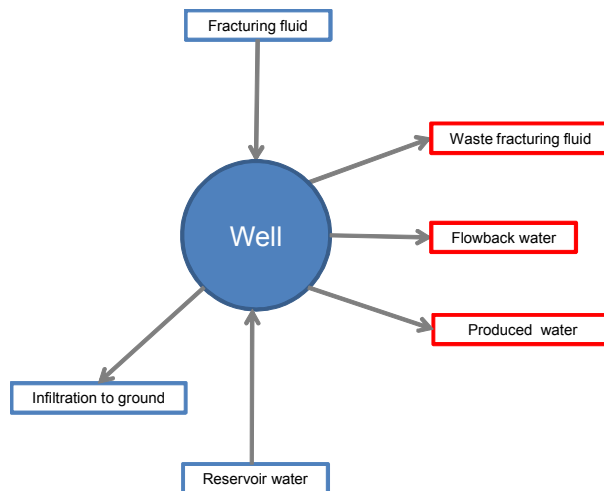 Fracturing fluid
Waste fracturing fluid
Well
Flowback water
Produced water
Infiltration to ground
Reservoir water